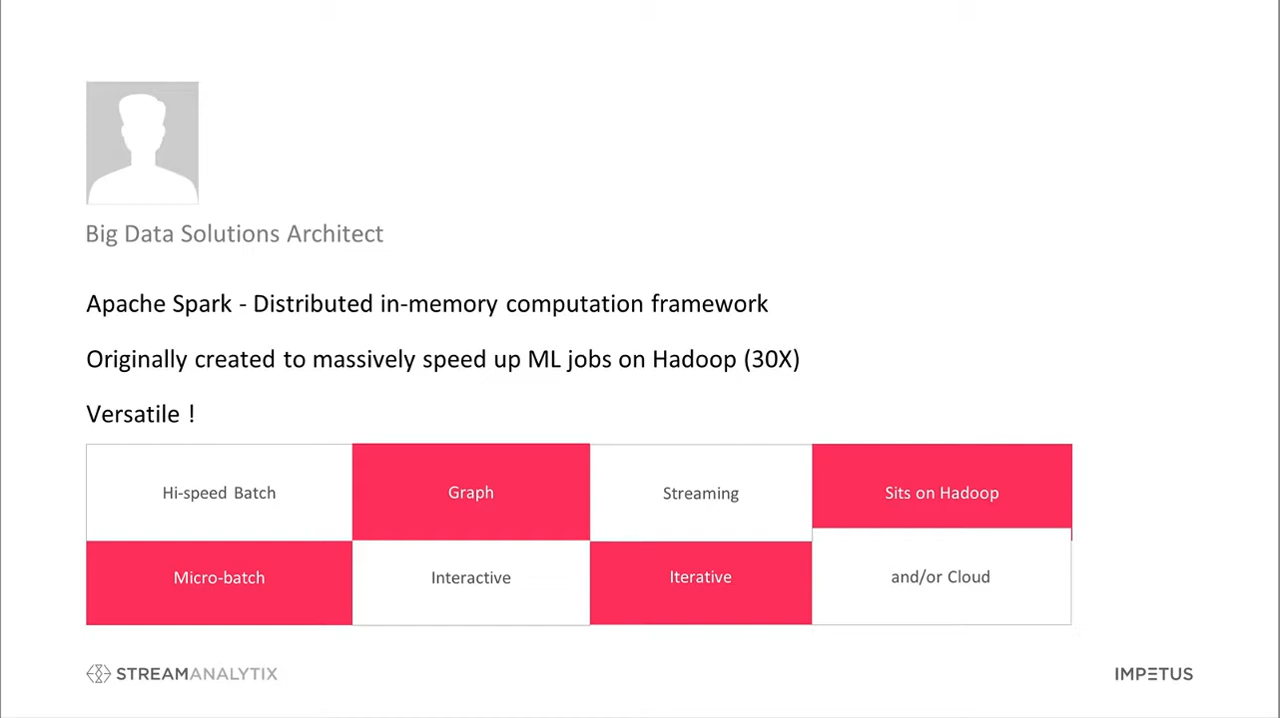 Big Data Solutions Architect
Apache Spark - Distributed in-memory computation framework
Originally created to massively speed up ML jobs on Hadoop (30X)
Versatile !
Hi-speed Batch
Graph
Streaming
Sits on Hadoop
Micro-batch
Interactive
Iterative
and/or Cloud
STREAMANALYTIX
IMPETUS